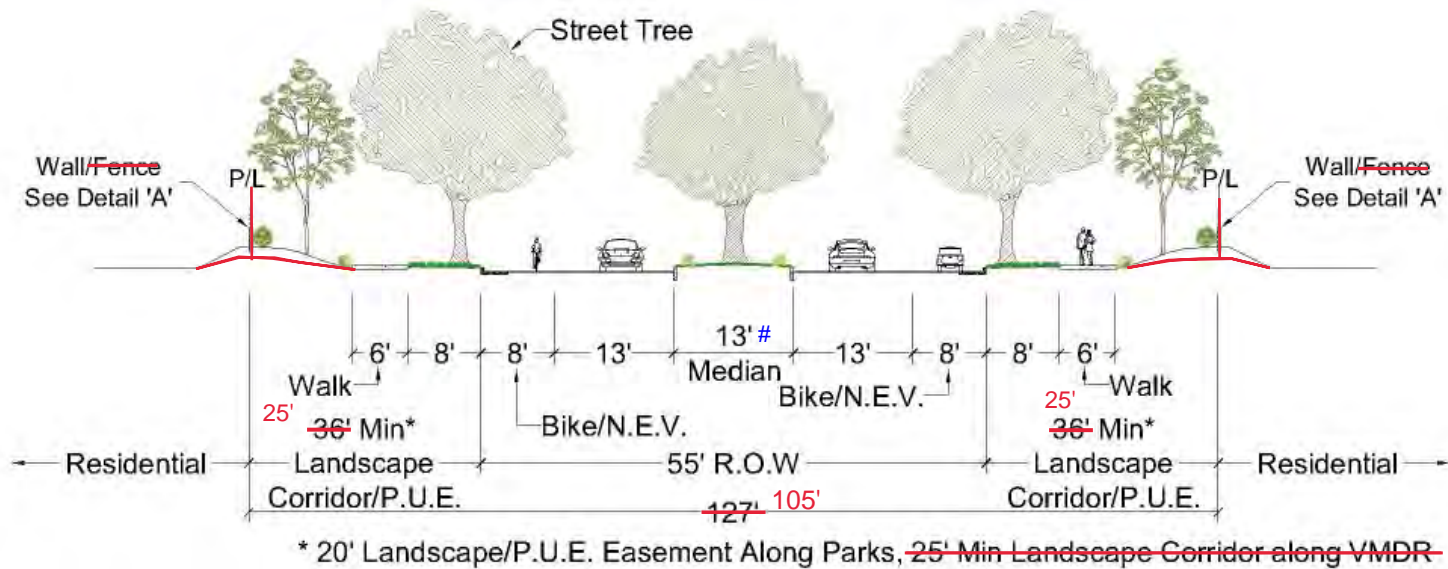 Street Tree
Wall/Fence
See Detail 'A'
P/L
P/L
Wall/Fence
See Detail 'A'
6' 8' 8' 13' 13' # 13' 8' 8' 6'
Median
Walk
Bike/N.E.V.
Bike/N.E.V.
Walk
25'
36' Min*
25'
36' Min*
Residential
Landscape
Corridor/P.U.E.
55' R.O.W
Landscape
Corridor/P.U.E.
Residential
127' 105'
* 20' Landscape/P.U.E. Easement Along Parks, 25' Min Landscape Corridor along VMDR